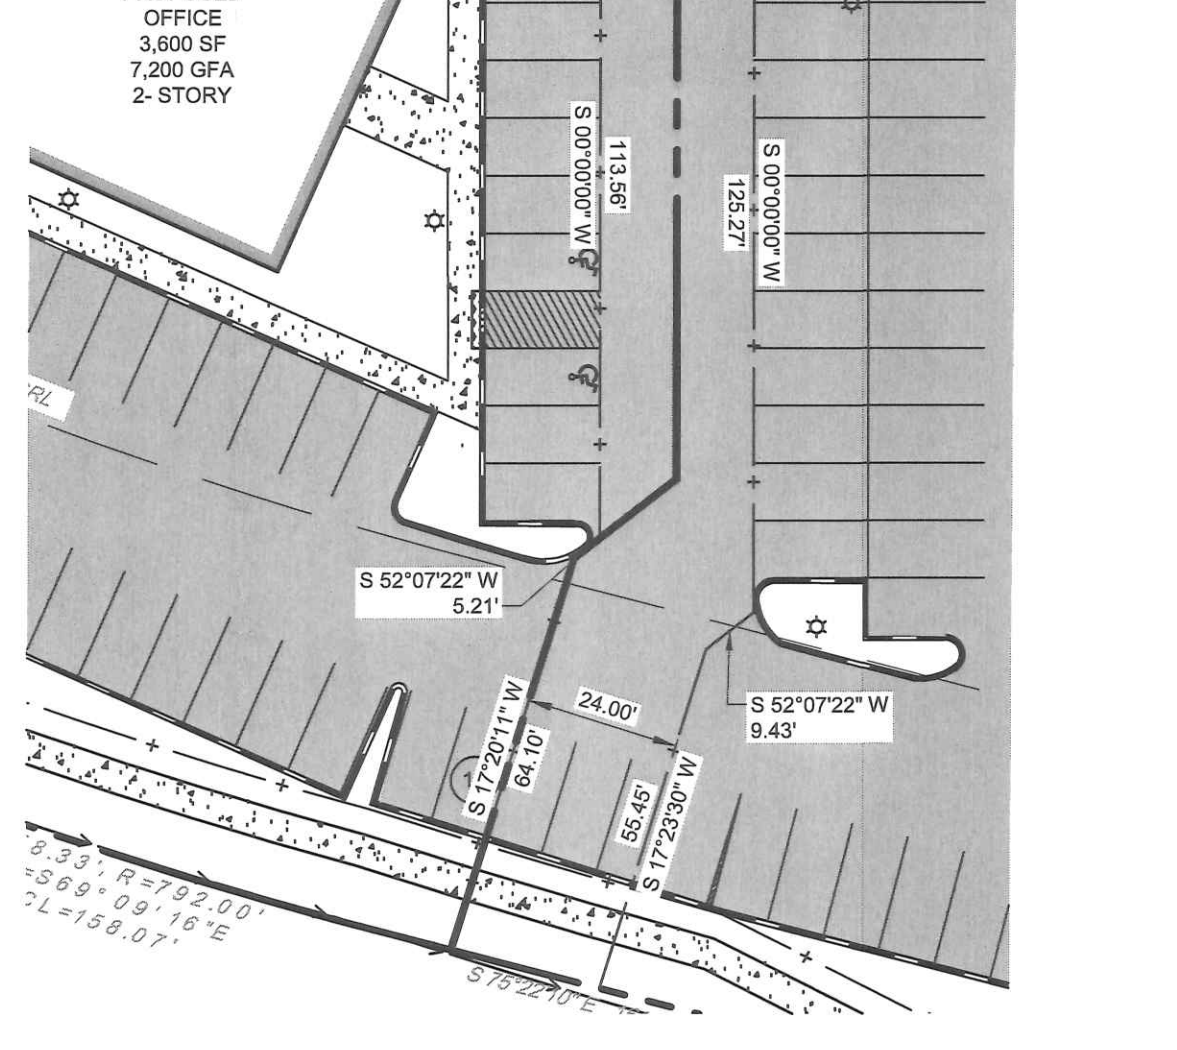 OFFICE
3,600 SF
7,200 GFA
2- STORY
S 00°00'00" W
113.56'
S 00°00'00" W
125.27'
RL
S 52°07'22" W
5.21'
S 52°07'22" W
9.43'
24.00'
S 17°20'11" W
64.10'
55.45'
S 17°23'30" W
8.33', R=792.00'
=S69°09'16"E
CL=158.07'
S 75°22'10"E